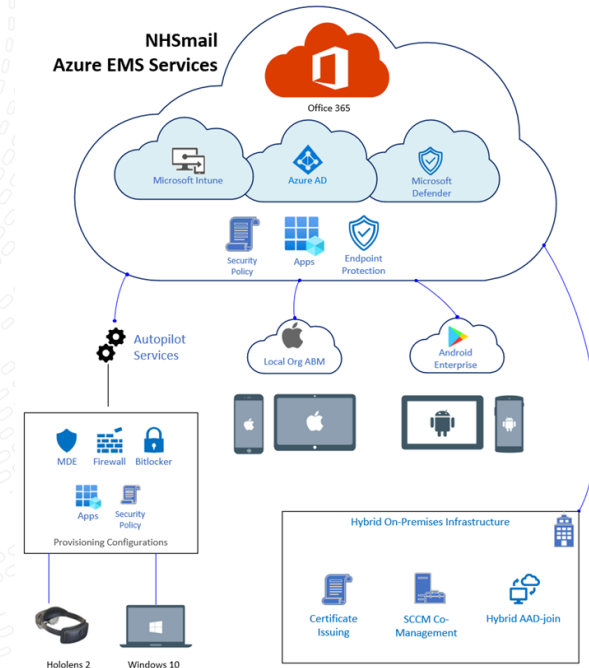 NHSmail
Azure EMS Services
Office 365
Microsoft Intune
Azure AD
Microsoft
Defender
Security
Policy
Apps
Endpoint
Protection
Autopilot
Services
Local Org ABM
Android
Enterprise
MDE
Firewall
Bitlocker
Apps
Security
Policy
Provisioning Configurations
Hybrid On-Premises Infrastructure
Certificate
Issuing
SCCM Co-
Management
Hybrid AAD-join
Hololens 2
Windows 10